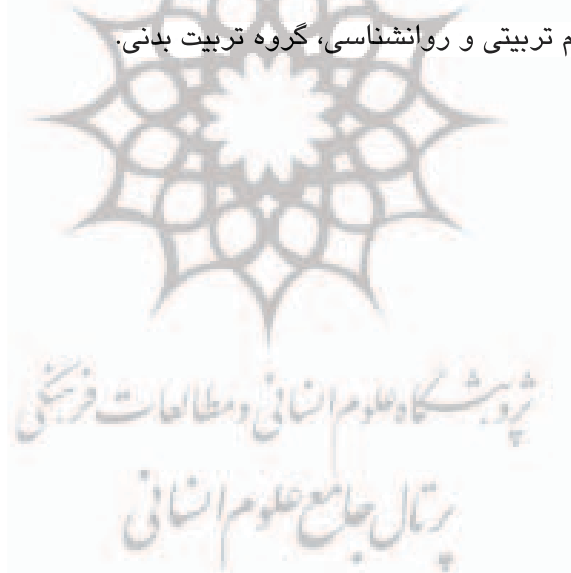 م تربیتی و روانشناسی، گروه تربیت بدنی.
پژوهشگاه علوم انسانی و مطالعات فرهنگی
پرتال جامع علوم انسانی